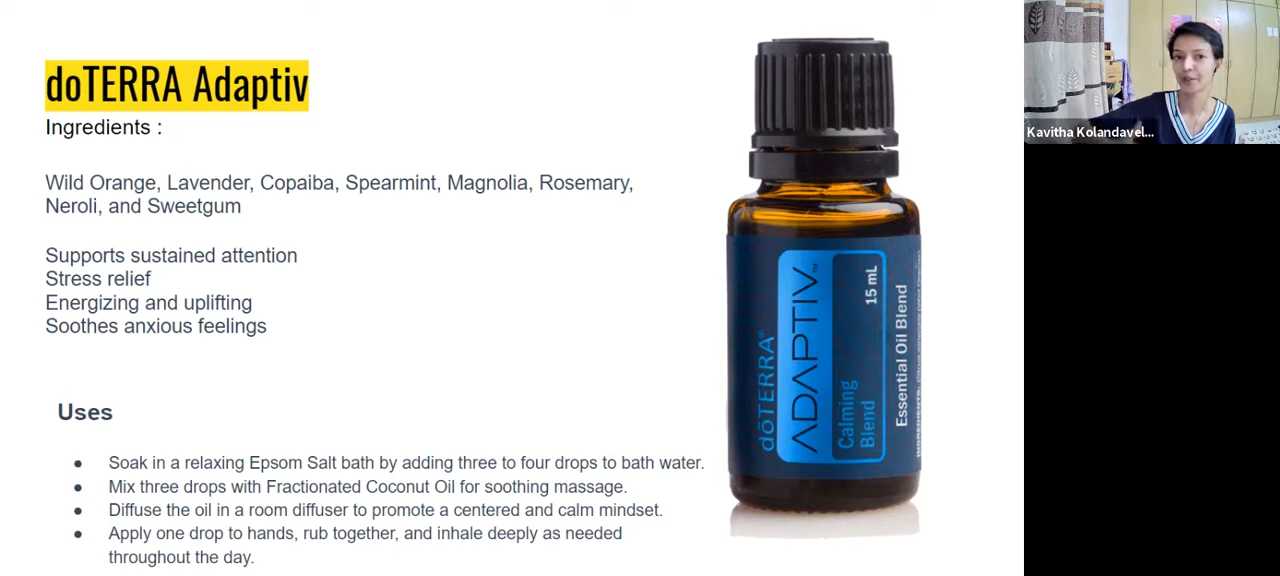 doTERRA Adaptiv
Ingredients :
Wild Orange, Lavender, Copaiba, Spearmint, Magnolia, Rosemary,
Neroli, and Sweetgum
Supports sustained attention
Stress relief
Energizing and uplifting
Soothes anxious feelings
Uses
● Soak in a relaxing Epsom Salt bath by adding three to four drops to bath water.
● Mix three drops with Fractionated Coconut Oil for soothing massage.
● Diffuse the oil in a room diffuser to promote a centered and calm mindset.
● Apply one drop to hands, rub together, and inhale deeply as needed
throughout the day.
dōTERRA®
ADAPTIV™
Calming
Blend
15 mL
Essential Oil Blend
Kavitha Kolandavel...